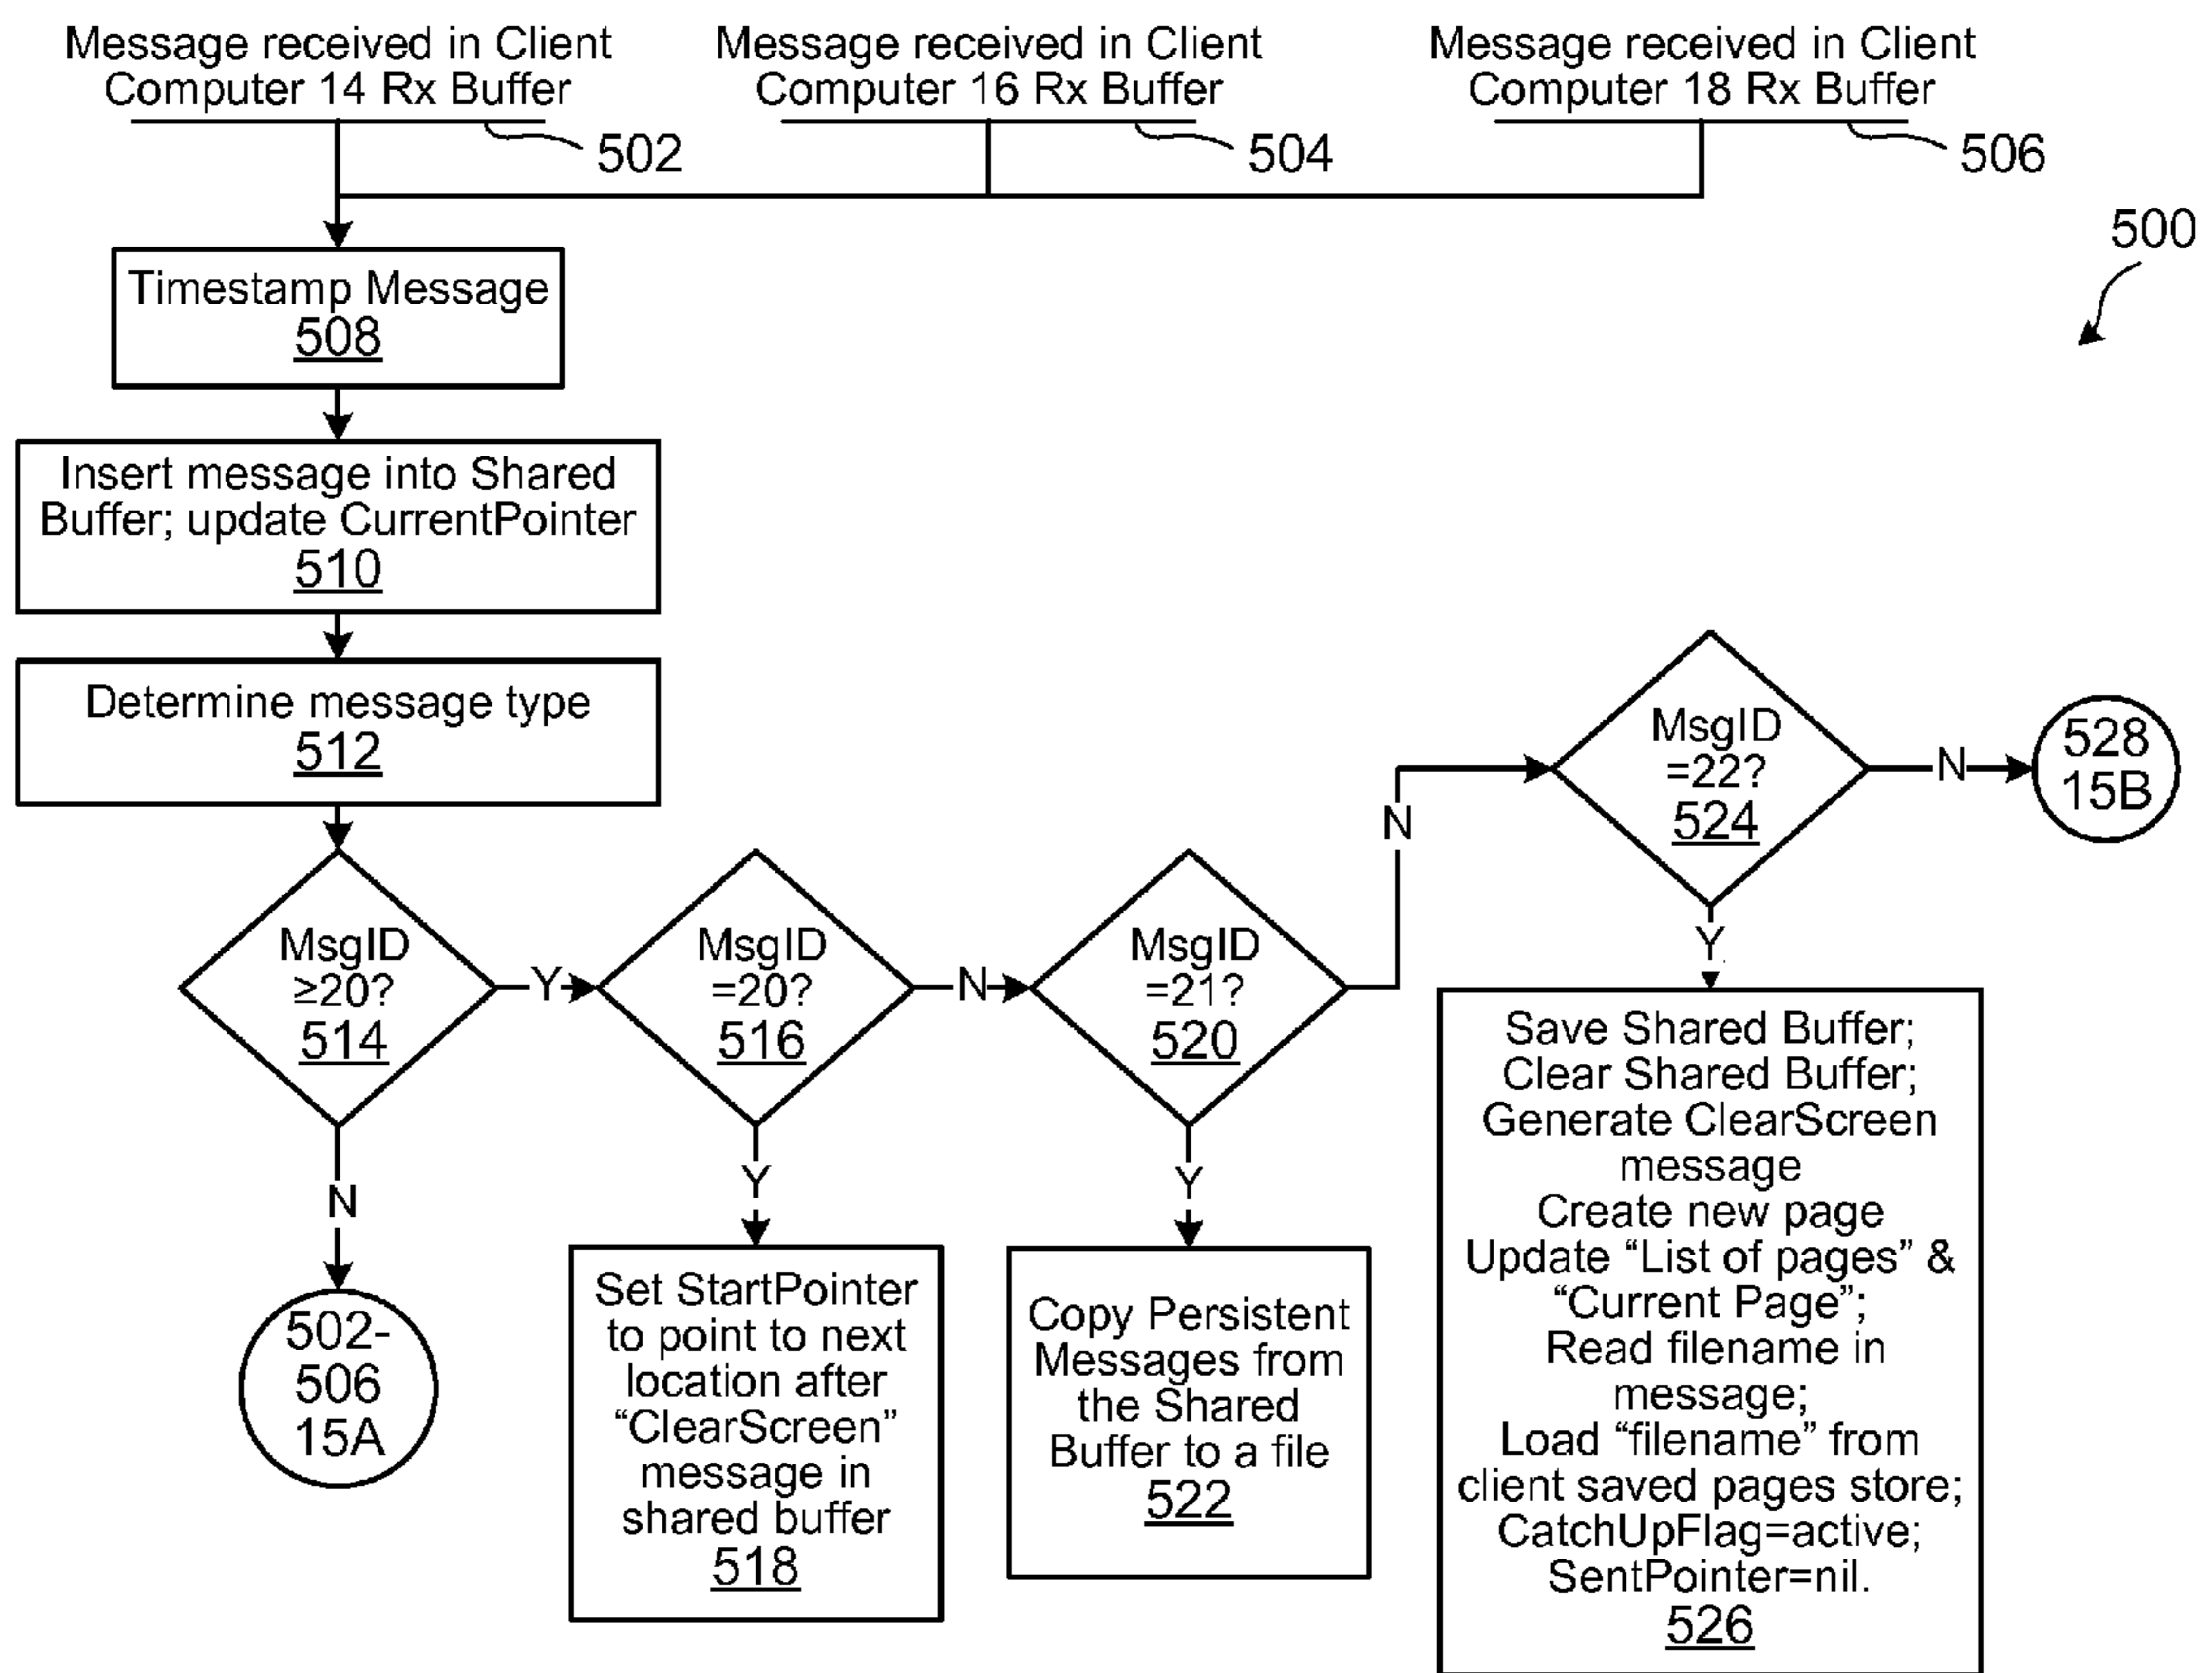 Message received in Client
Computer 14 Rx Buffer
502
Message received in Client
Computer 16 Rx Buffer
504
Message received in Client
Computer 18 Rx Buffer
506
500
Timestamp Message
508
Insert message into Shared
Buffer; update CurrentPointer
510
Determine message type
512
MsgID
≥20?
514
Y
N
502-
506
15A
MsgID
=20?
516
N
Y
Set StartPointer
to point to next
location after
“ClearScreen”
message in
shared buffer
518
MsgID
=21?
520
N
Y
Copy Persistent
Messages from
the Shared
Buffer to a file
522
MsgID
=22?
524
N
528
15B
Y
Save Shared Buffer;
Clear Shared Buffer;
Generate ClearScreen
message
Create new page
Update “List of pages” &
“Current Page”;
Read filename in
message;
Load “filename” from
client saved pages store;
CatchUpFlag=active;
SentPointer=nil.
526